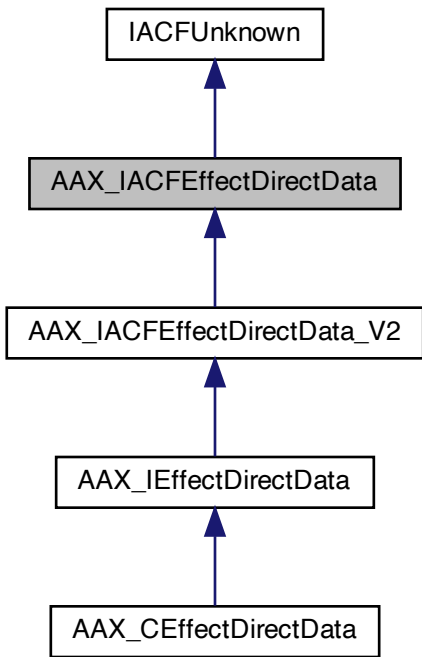 IACFUnknown
AAX_IACFEffectDirectData
AAX_IACFEffectDirectData_V2
AAX_IEffectDirectData
AAX_CEffectDirectData